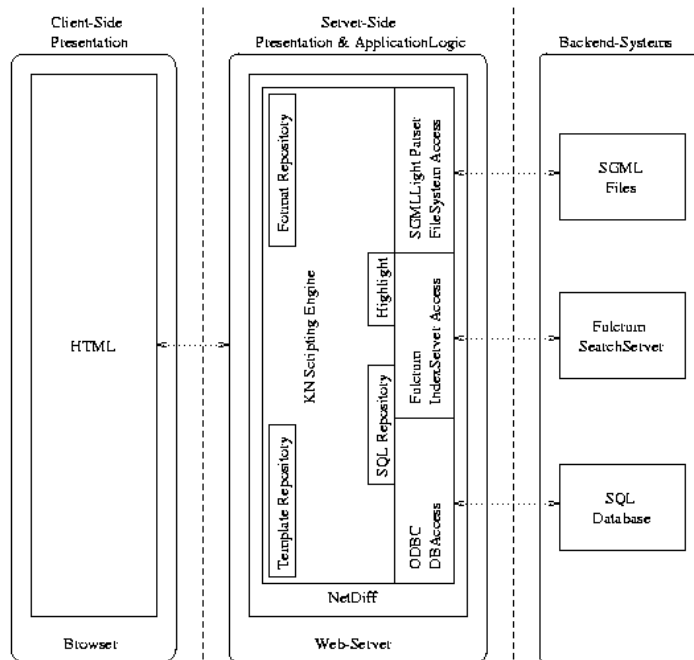 Client-Side
Presentation
Server-Side
Presentation & ApplicationLogic
Backend-Systems
HTML
Browser
Format Repository
KN Scripting Engine
Template Repository
Highlight
SQL Repository
SGMLLight Parser
FileSystem Access
Fulcrum
IndexServer Access
ODBC
DBAccess
NetDiff
Web-Server
SGML
Files
Fulcrum
SearchServer
SQL
Database